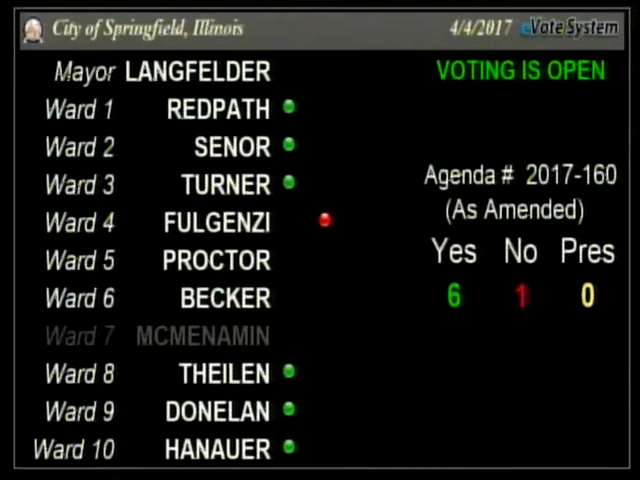 City of Springfield, Illinois 4/4/2017 eVote System
Mayor LANGFELDER VOTING IS OPEN
Ward 1 REDPATH
Ward 2 SENOR
Ward 3 TURNER
Ward 4 FULGENZI
Ward 5 PROCTOR
Ward 6 BECKER
Ward 7 MCMENAMIN
Ward 8 THEILEN
Ward 9 DONELAN
Ward 10 HANAUER
Agenda # 2017-160
(As Amended)
Yes No Pres
6 1 0